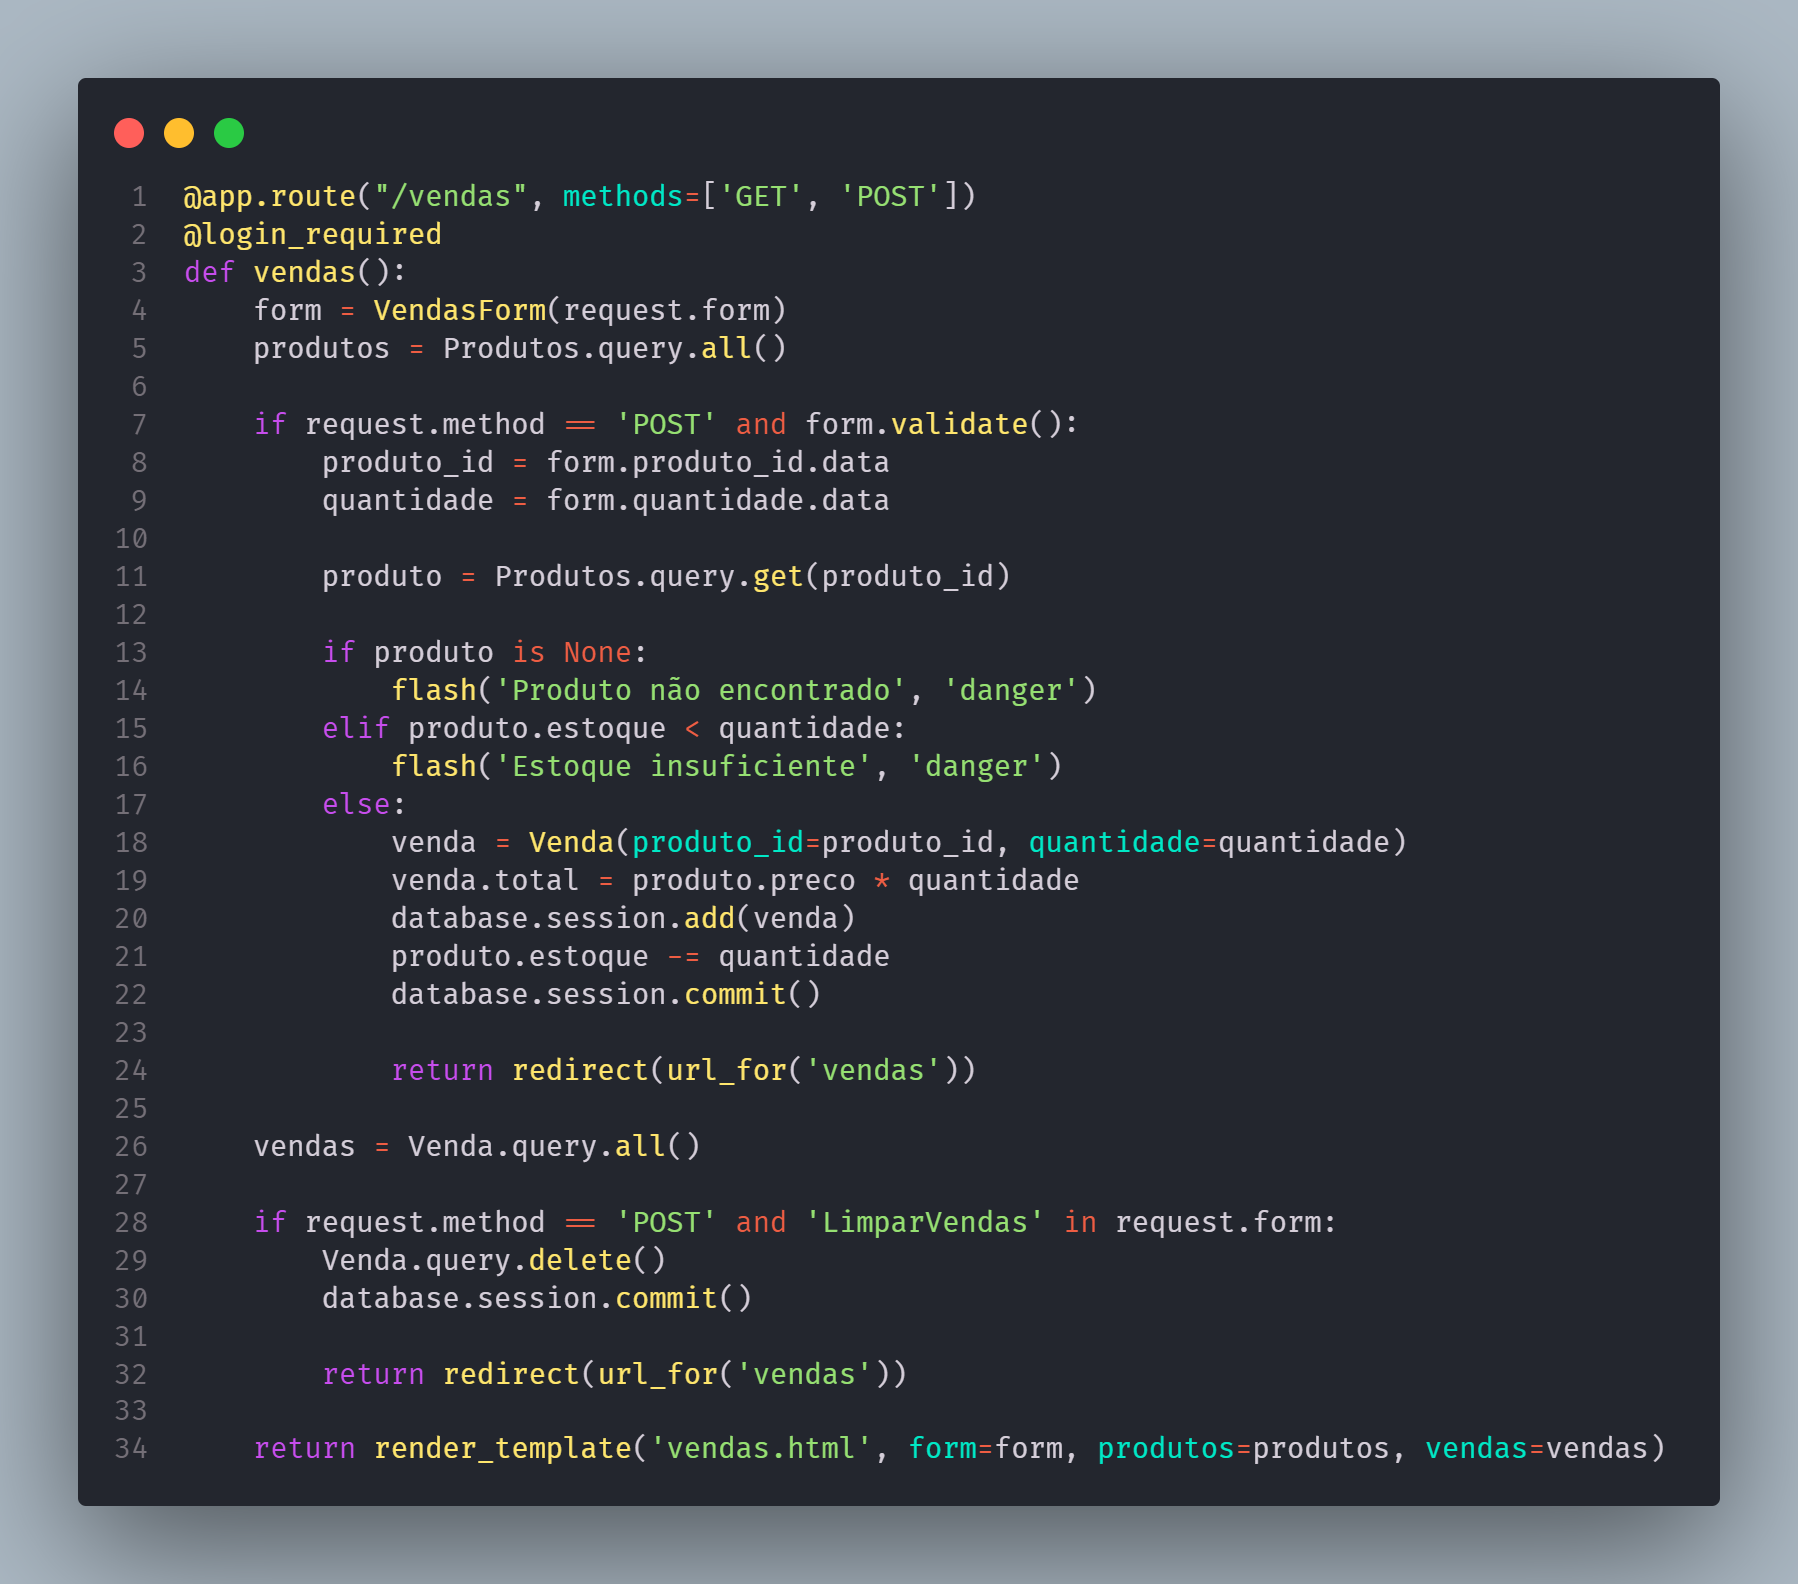 1 @app.route("/vendas", methods=['GET', 'POST'])
2 @login_required
3 def vendas():
4     form = VendasForm(request.form)
5     produtos = Produtos.query.all()
6
7     if request.method == 'POST' and form.validate():
8         produto_id = form.produto_id.data
9         quantidade = form.quantidade.data
10
11         produto = Produtos.query.get(produto_id)
12
13         if produto is None:
14             flash('Produto não encontrado', 'danger')
15         elif produto.estoque < quantidade:
16             flash('Estoque insuficiente', 'danger')
17         else:
18             venda = Venda(produto_id=produto_id, quantidade=quantidade)
19             venda.total = produto.preco * quantidade
20             database.session.add(venda)
21             produto.estoque -= quantidade
22             database.session.commit()
23
24             return redirect(url_for('vendas'))
25
26     vendas = Venda.query.all()
27
28     if request.method == 'POST' and 'LimparVendas' in request.form:
29         Venda.query.delete()
30         database.session.commit()
31
32         return redirect(url_for('vendas'))
33
34     return render_template('vendas.html', form=form, produtos=produtos, vendas=vendas)